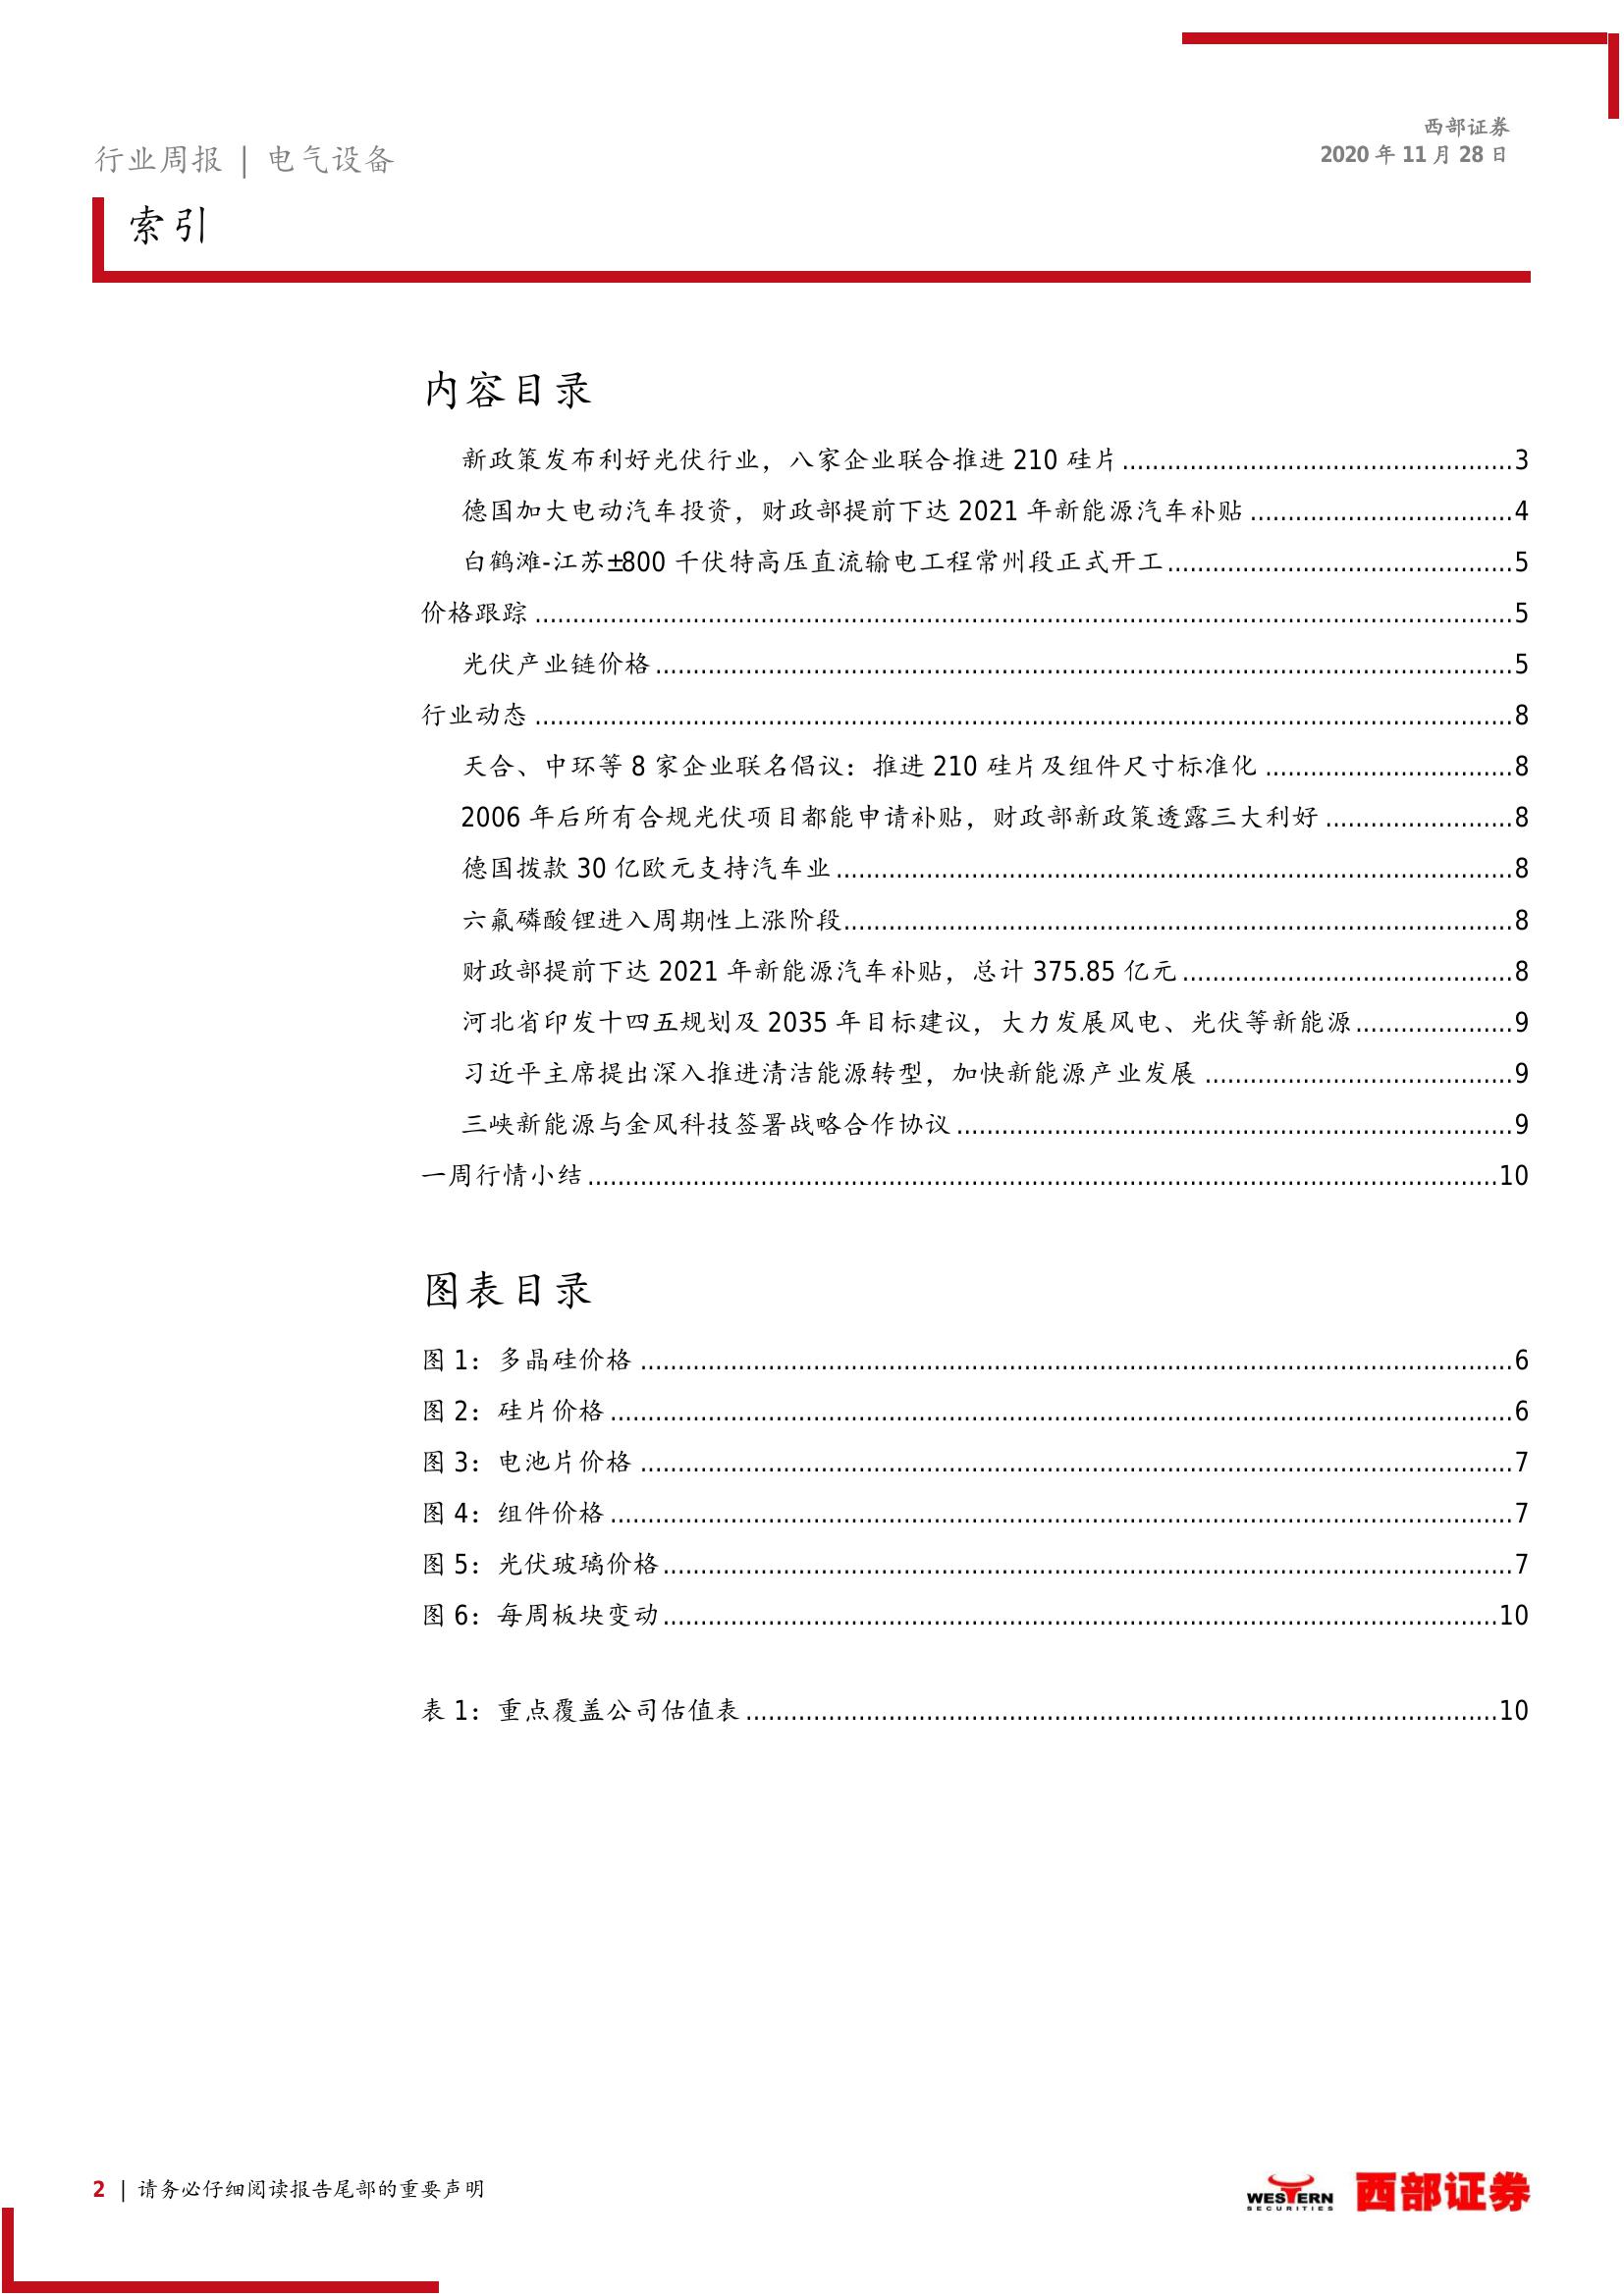 西部证券
2020 年 11 月 28 日
行业周报 | 电气设备
索引
内容目录
新政策发布利好光伏行业，八家企业联合推进 210 硅片........3
德国加大电动汽车投资，财政部提前下达 2021 年新能源汽车补贴........4
白鹤滩-江苏±800 千伏特高压直流输电工程常州段正式开工........5
价格跟踪........5
光伏产业链价格........5
行业动态........8
天合、中环等 8 家企业联名倡议：推进 210 硅片及组件尺寸标准化........8
2006 年后所有合规光伏项目都能申请补贴，财政部新政策透露三大利好........8
德国拨款 30 亿欧元支持汽车业........8
六氟磷酸锂进入周期性上涨阶段........8
财政部提前下达 2021 年新能源汽车补贴，总计 375.85 亿元........8
河北省印发十四五规划及 2035 年目标建议，大力发展风电、光伏等新能源........9
习近平主席提出深入推进清洁能源转型，加快新能源产业发展........9
三峡新能源与金风科技签署战略合作协议........9
一周行情小结........10
图表目录
图 1：多晶硅价格........6
图 2：硅片价格........6
图 3：电池片价格........7
图 4：组件价格........7
图 5：光伏玻璃价格........7
图 6：每周板块变动........10
表 1：重点覆盖公司估值表........10
2 | 请务必仔细阅读报告尾部的重要声明
WESTERN
SECURITIES
西部证券